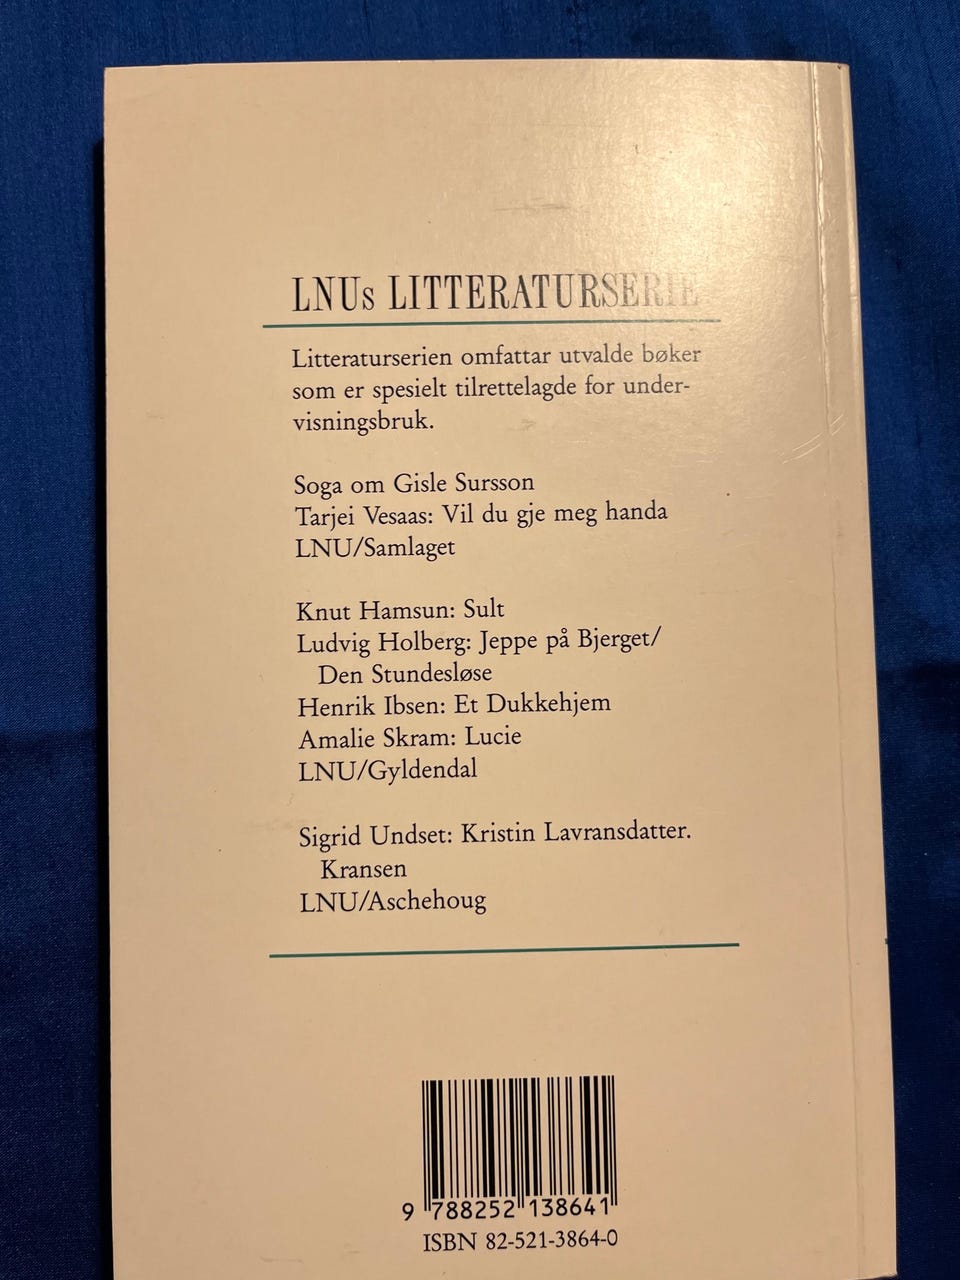 LNUs LITTERATURSERIE
Litteraturserien omfattar utvalde bøker
som er spesielt tilrettelagde for under-
visningsbruk.
Soga om Gisle Sursson
Tarjei Vesaas: Vil du gje meg handa
LNU/Samlaget
Knut Hamsun: Sult
Ludvig Holberg: Jeppe på Bjerget/
Den Stundesløse
Henrik Ibsen: Et Dukkehjem
Amalie Skram: Lucie
LNU/Gyldendal
Sigrid Undset: Kristin Lavransdatter.
Kransen
LNU/Aschehoug
9 788252 138641
ISBN 82-521-3864-0